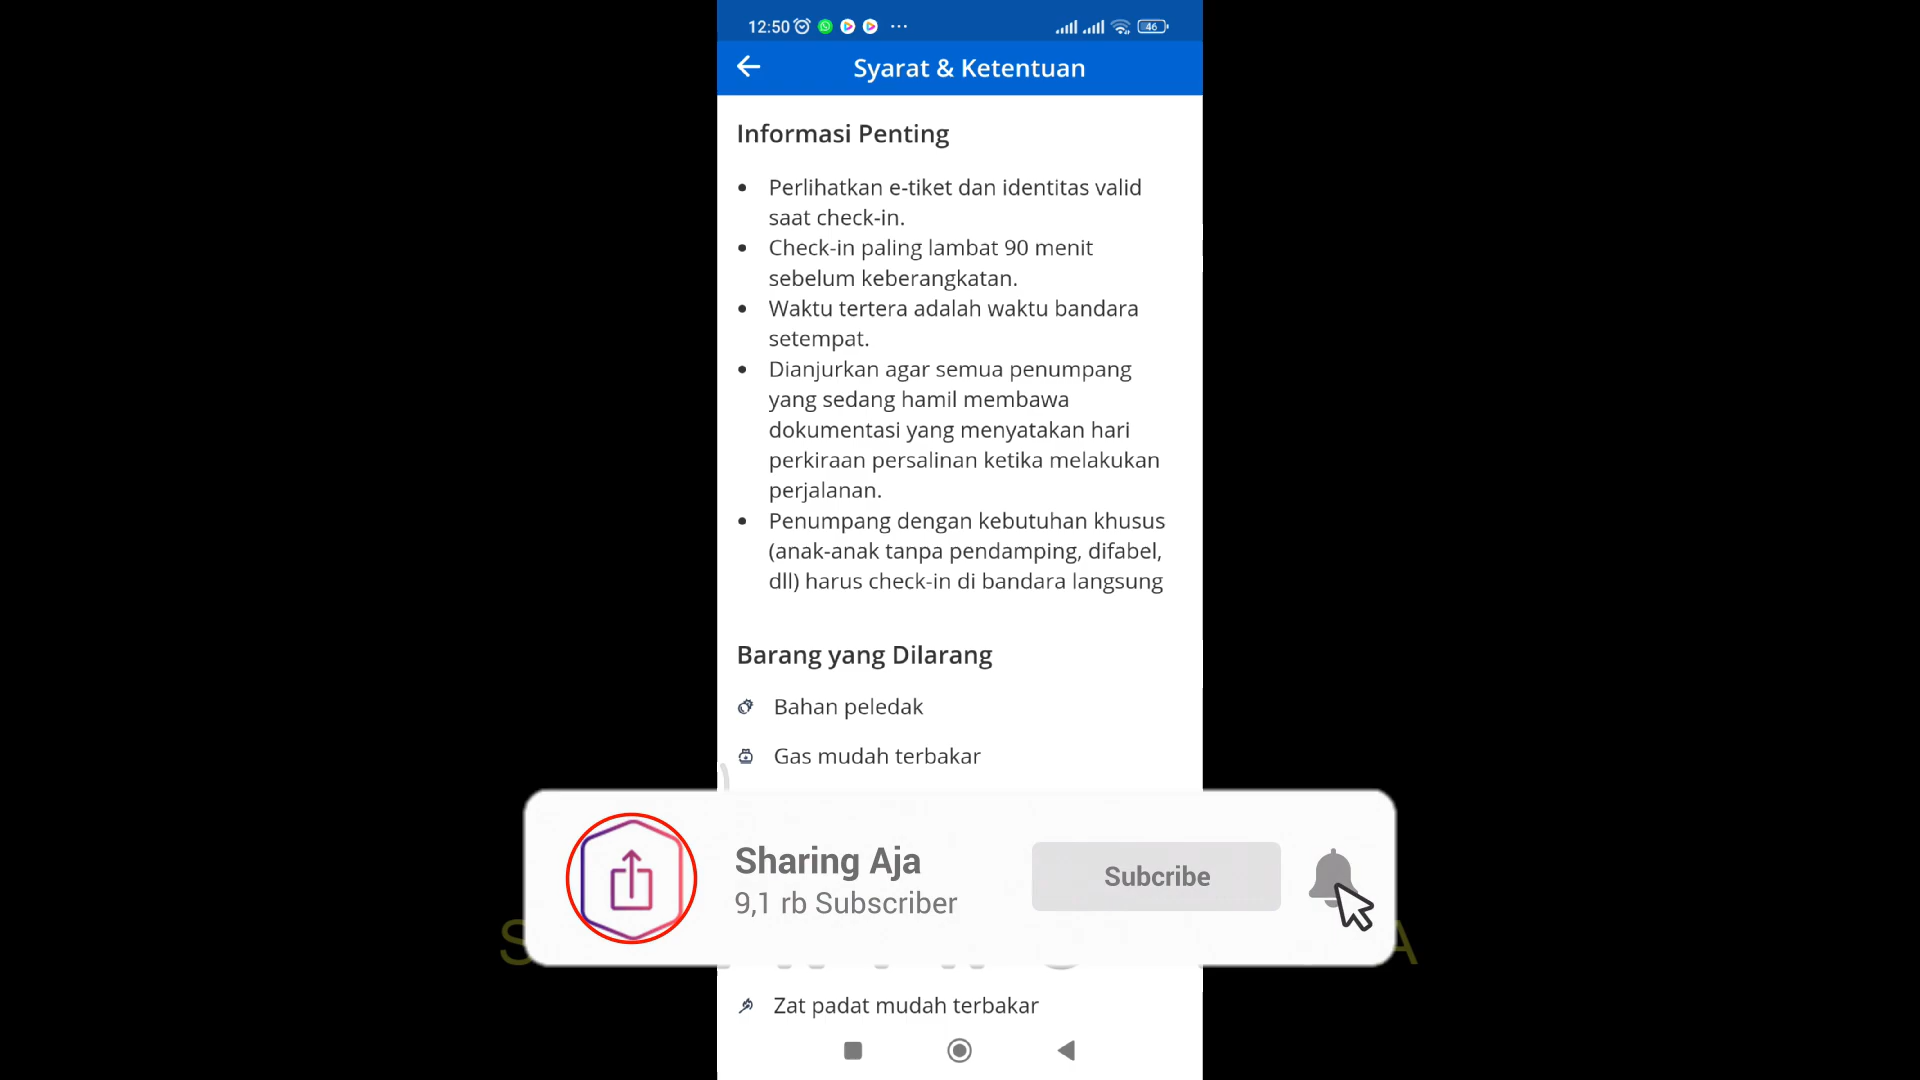 12:50
46
Syarat & Ketentuan
Informasi Penting
• Perlihatkan e-tiket dan identitas valid
saat check-in.
• Check-in paling lambat 90 menit
sebelum keberangkatan.
• Waktu tertera adalah waktu bandara
setempat.
• Dianjurkan agar semua penumpang
yang sedang hamil membawa
dokumentasi yang menyatakan hari
perkiraan persalinan ketika melakukan
perjalanan.
• Penumpang dengan kebutuhan khusus
(anak-anak tanpa pendamping, difabel,
dll) harus check-in di bandara langsung
Barang yang Dilarang
Bahan peledak
Gas mudah terbakar
Sharing Aja
9,1 rb Subscriber
Subcribe
Zat padat mudah terbakar